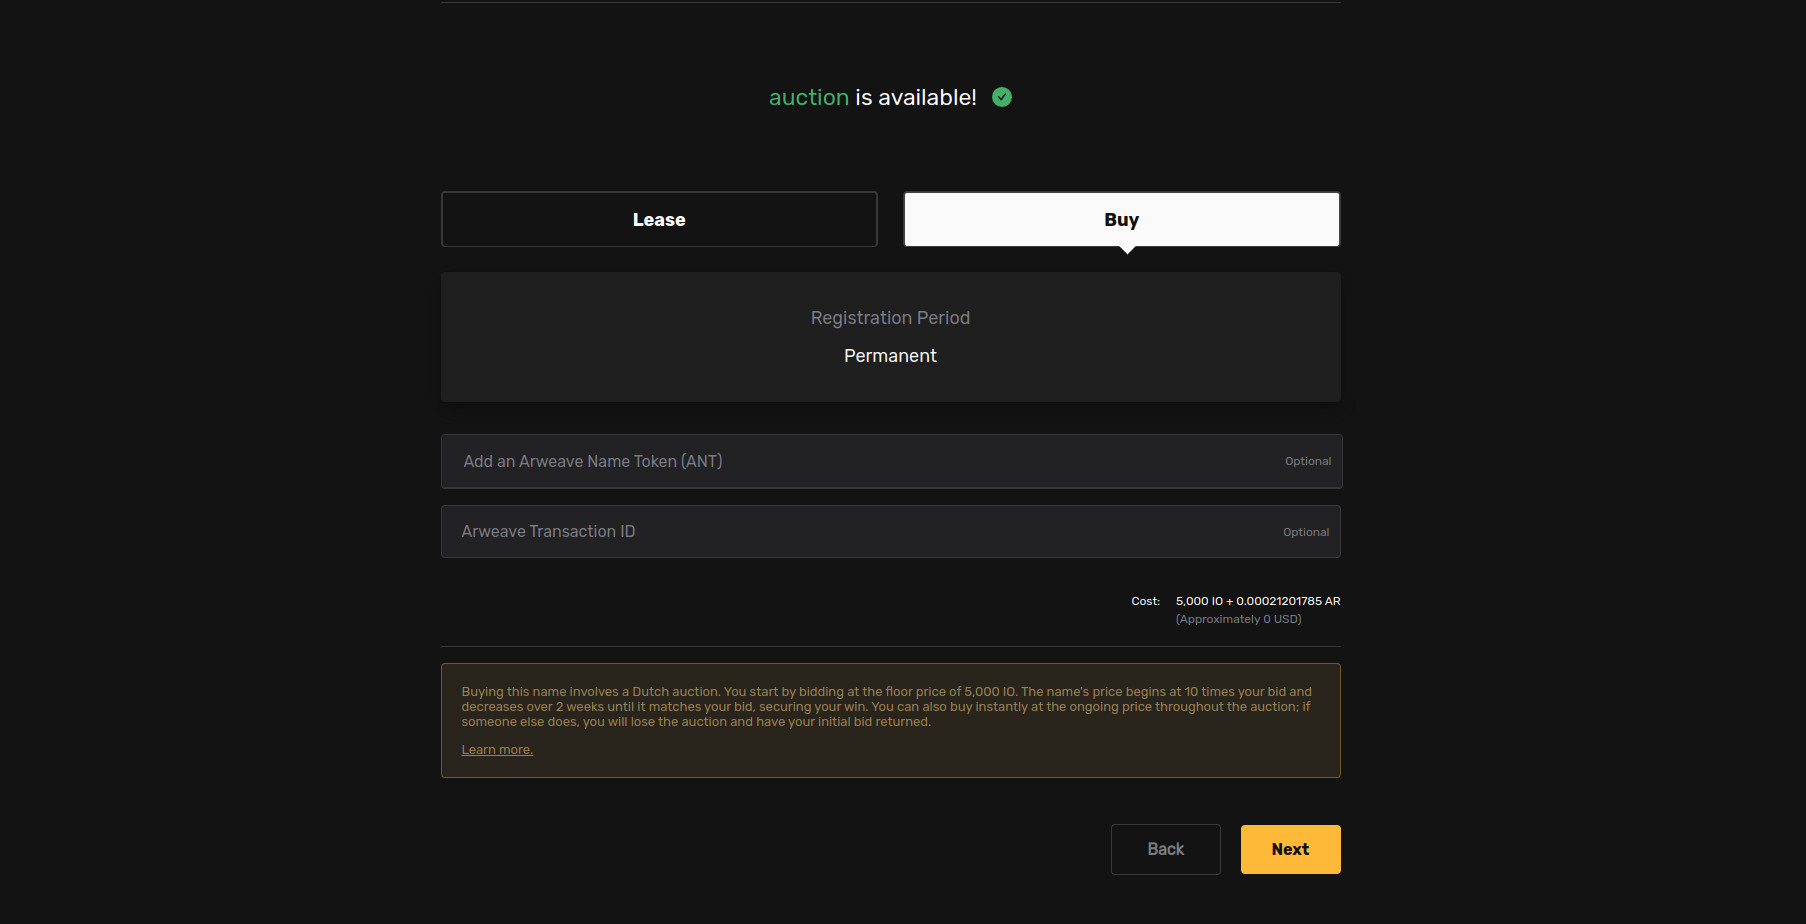 auction is available!
Lease
Buy
Registration Period
Permanent
Add an Arweave Name Token (ANT)
Optional
Arweave Transaction ID
Optional
Cost: 5,000 IO + 0.00021201785 AR
(Approximately 0 USD)
Buying this name involves a Dutch auction. You start by bidding at the floor price of 5,000 IO. The name's price begins at 10 times your bid and
decreases over 2 weeks until it matches your bid, securing your win. You can also buy instantly at the ongoing price throughout the auction; if
someone else does, you will lose the auction and have your initial bid returned.
Learn more.
Back
Next